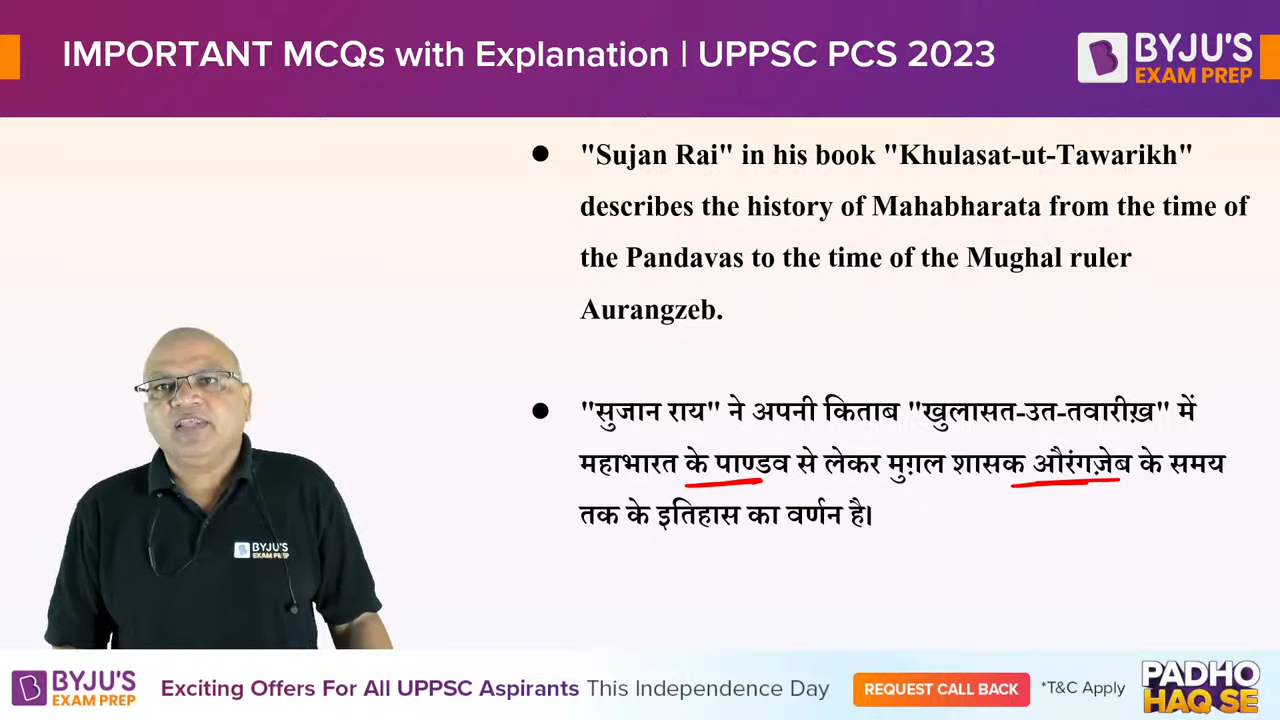 IMPORTANT MCQs with Explanation | UPPSC PCS 2023
BYJU'S
EXAM PREP
"Sujan Rai" in his book "Khulasat-ut-Tawarikh"
describes the history of Mahabharata from the time of
the Pandavas to the time of the Mughal ruler
Aurangzeb.
"सुजान राय" ने अपनी किताब "खुलासत-उत-तवारीख़" में
महाभारत के पाण्डव से लेकर मुग़ल शासक औरंगज़ेब के समय
तक के इतिहास का वर्णन है।
BYJU'S
EXAM PREP
BYJU'S
EXAM PREP
Exciting Offers For All UPPSC Aspirants This Independence Day
REQUEST CALL BACK
*T&C Apply
PADHO
HAQ SE